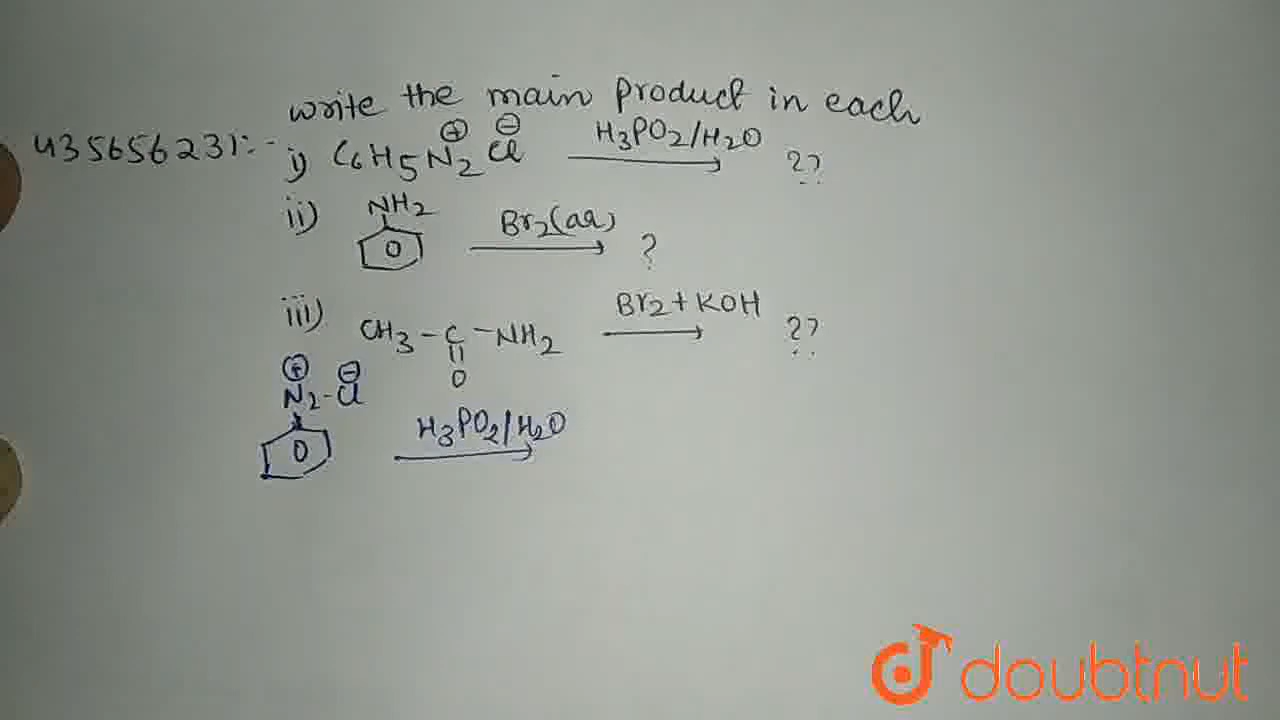 write the main product in each
435656231:- i) C6H5N2⊕ Cl⊖ H3PO2/H2O ??
ii) NH2 Br2(aq) ?
iii) CH3-C-NH2 Br2+KOH ??
O
⊕ ⊖
N2-Cl
H3PO2/H2O
doubtnut